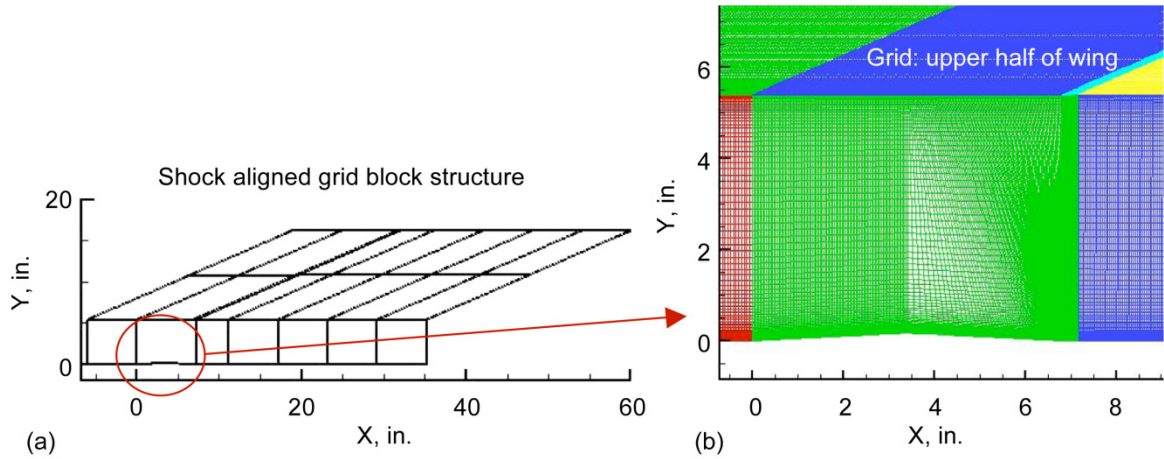 Shock aligned grid block structure
20
0
Y, in.
0
20
40
60
X, in.
(a)
Grid: upper half of wing
6
4
2
0
Y, in.
0
2
4
6
8
X, in.
(b)